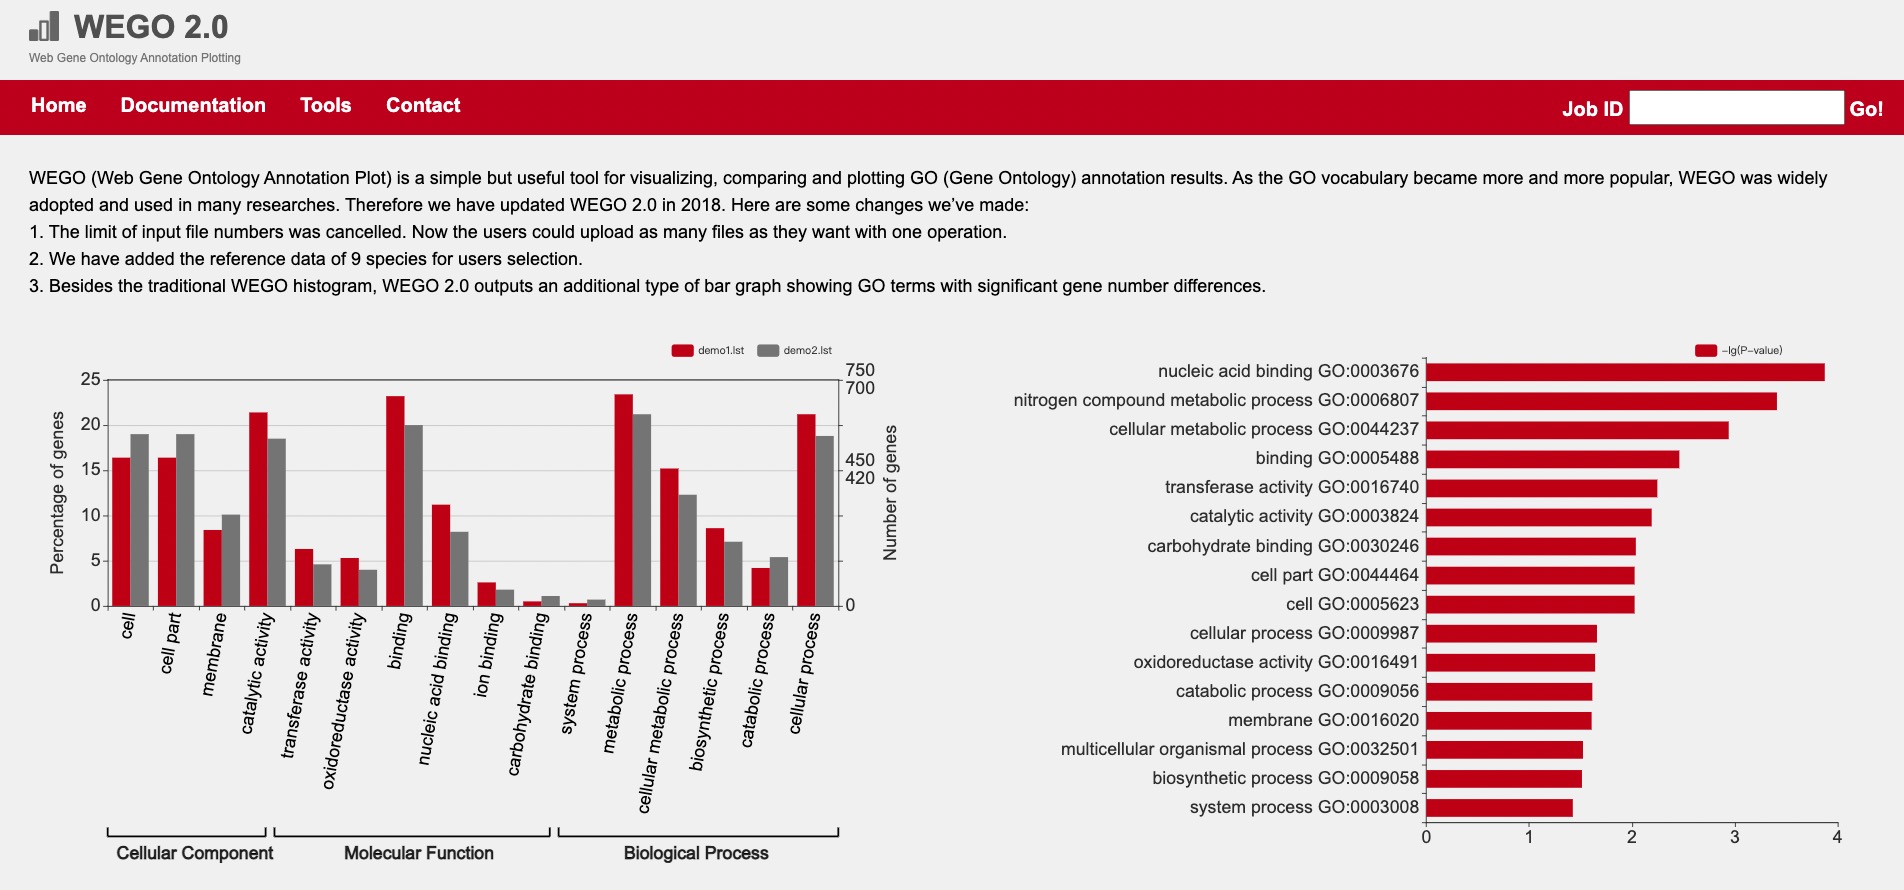 WEGO 2.0
Web Gene Ontology Annotation Plotting
Home Documentation Tools Contact Job ID Go!
WEGO (Web Gene Ontology Annotation Plot) is a simple but useful tool for visualizing, comparing and plotting GO (Gene Ontology) annotation results. As the GO vocabulary became more and more popular, WEGO was widely
adopted and used in many researches. Therefore we have updated WEGO 2.0 in 2018. Here are some changes we’ve made:
1. The limit of input file numbers was cancelled. Now the users could upload as many files as they want with one operation.
2. We have added the reference data of 9 species for users selection.
3. Besides the traditional WEGO histogram, WEGO 2.0 outputs an additional type of bar graph showing GO terms with significant gene number differences.
demo1.lst demo2.lst
Percentage of genes
25
20
15
10
5
0
750
700
450
420
0
Number of genes
cell
cell part
membrane
catalytic activity
transferase activity
oxidoreductase activity
binding
nucleic acid binding
ion binding
carbohydrate binding
system process
metabolic process
cellular metabolic process
biosynthetic process
catabolic process
cellular process
Cellular Component Molecular Function Biological Process
-lg(P-value)
nucleic acid binding GO:0003676
nitrogen compound metabolic process GO:0006807
cellular metabolic process GO:0044237
binding GO:0005488
transferase activity GO:0016740
catalytic activity GO:0003824
carbohydrate binding GO:0030246
cell part GO:0044464
cell GO:0005623
cellular process GO:0009987
oxidoreductase activity GO:0016491
catabolic process GO:0009056
membrane GO:0016020
multicellular organismal process GO:0032501
biosynthetic process GO:0009058
system process GO:0003008
0 1 2 3 4